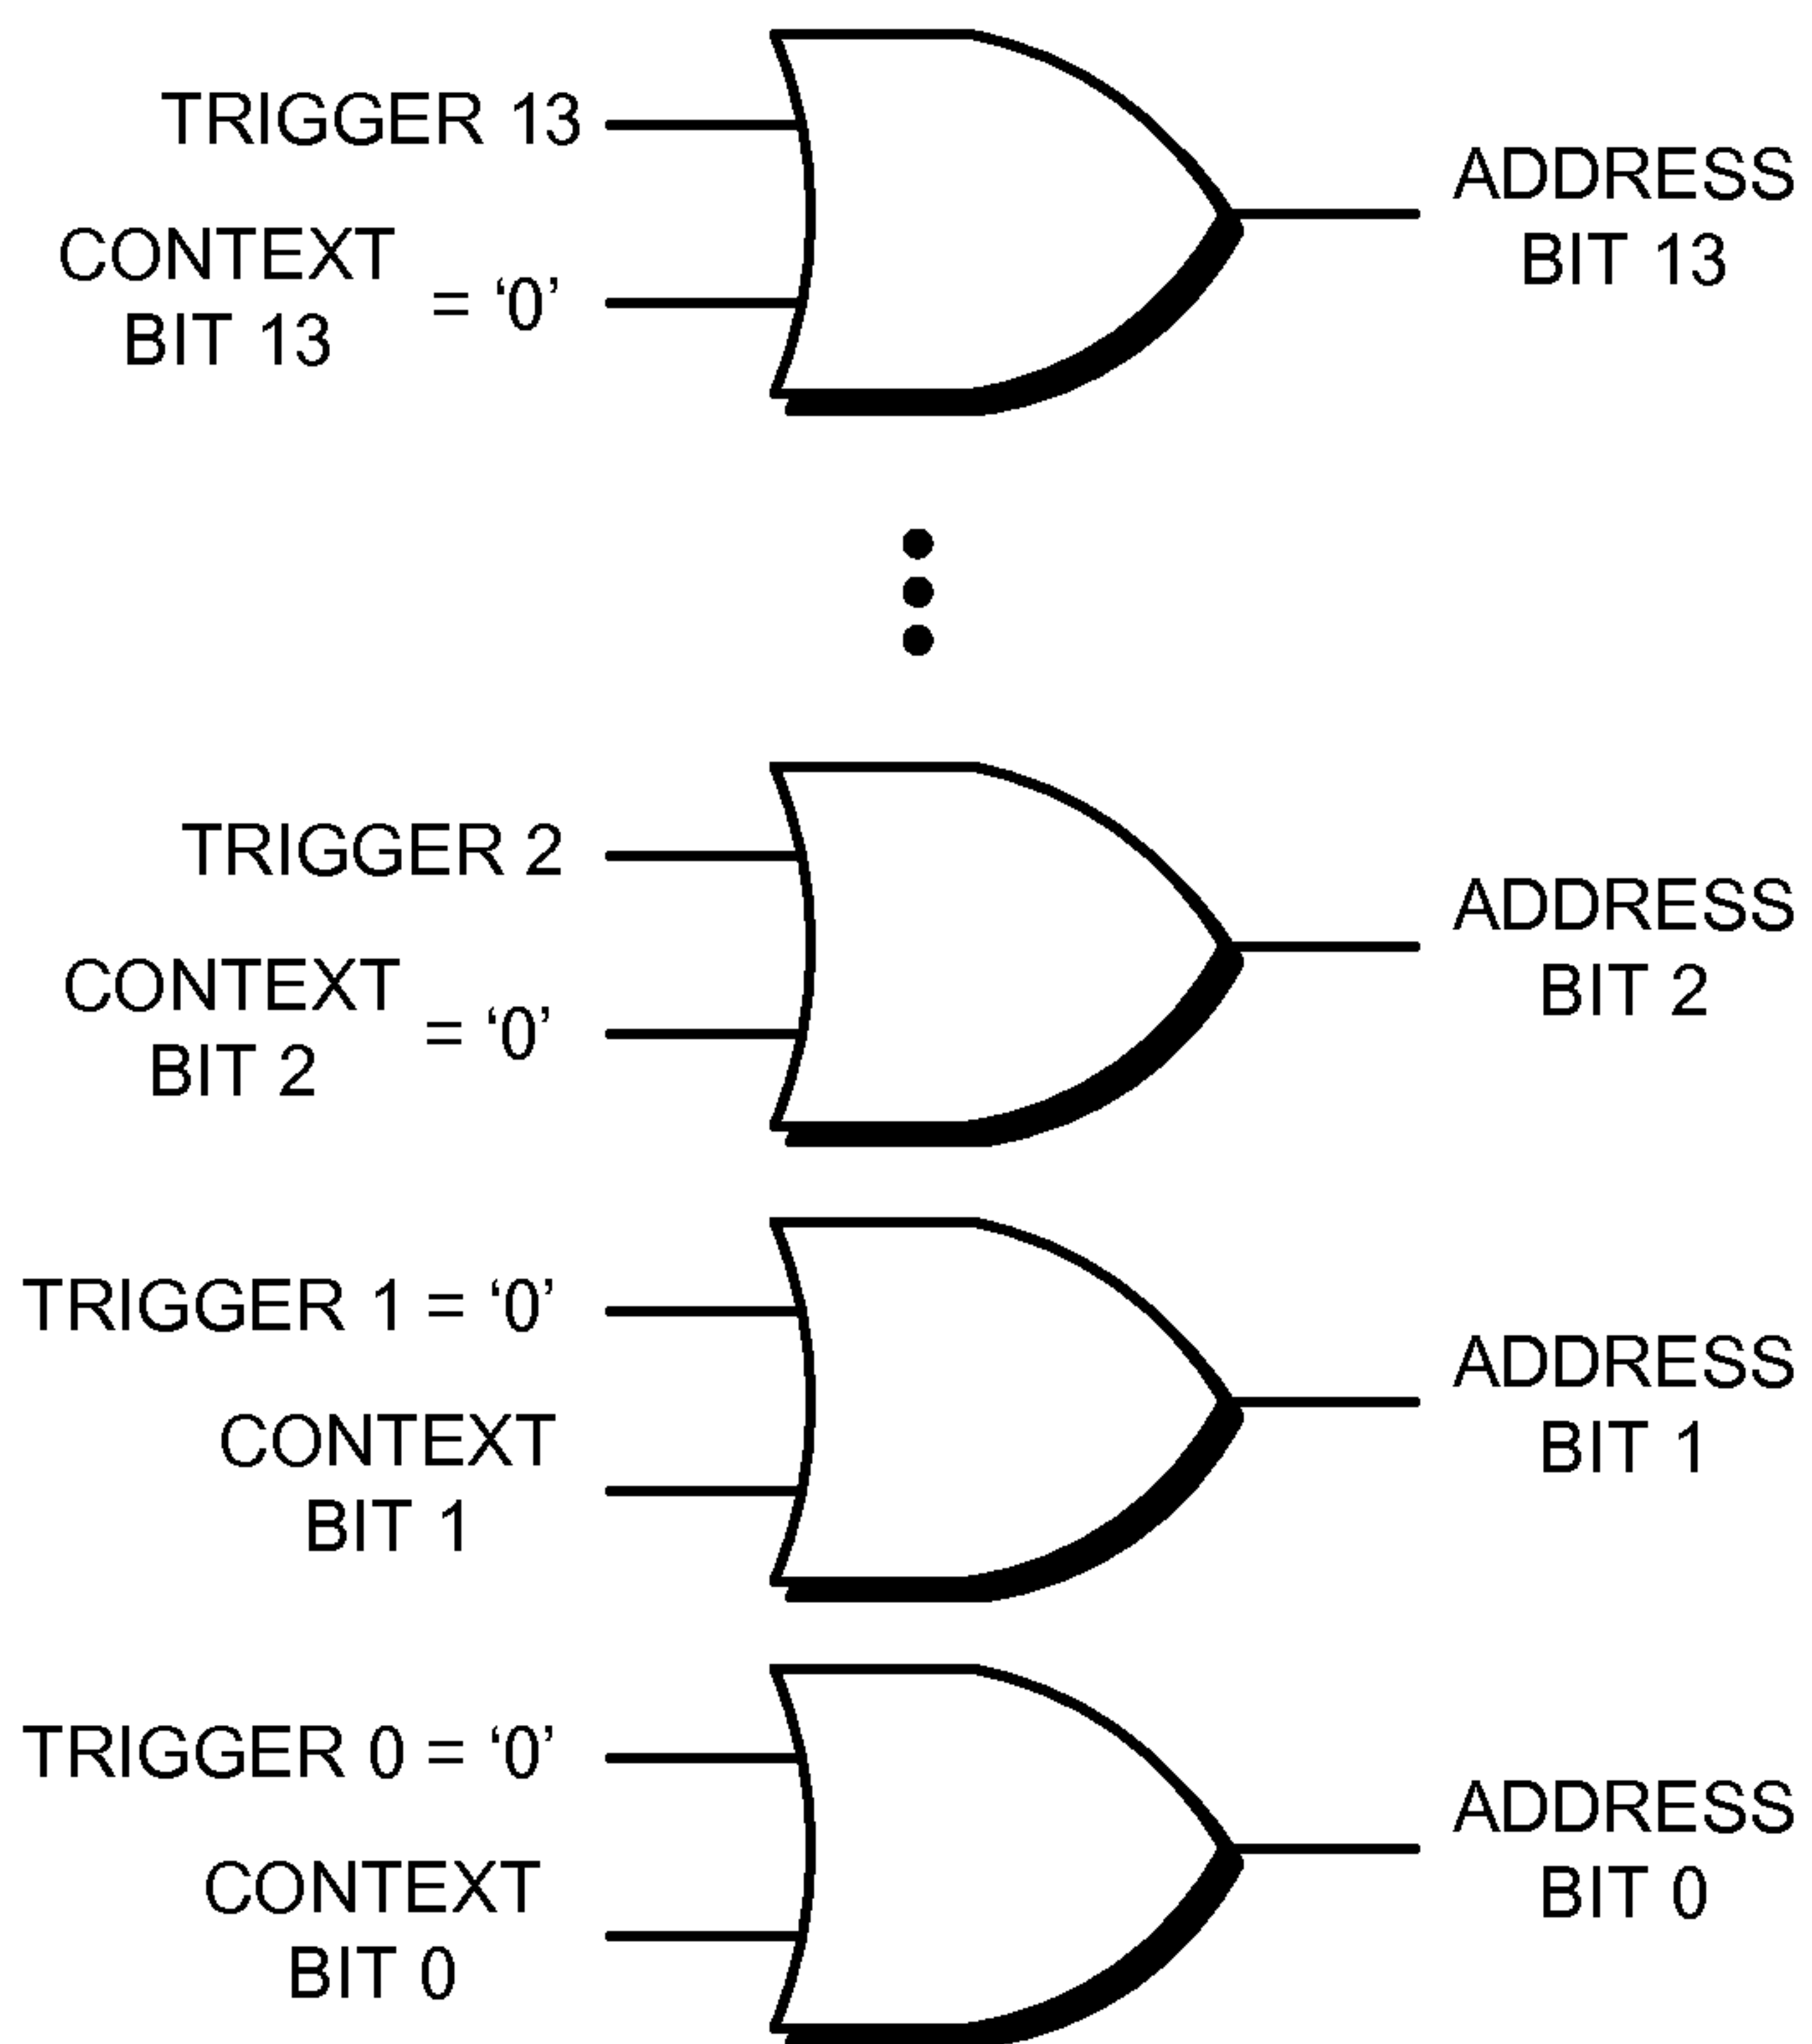 TRIGGER 13
CONTEXT
BIT 13
= ‘0’
ADDRESS
BIT 13
TRIGGER 2
CONTEXT
BIT 2
= ‘0’
ADDRESS
BIT 2
TRIGGER 1 = ‘0’
CONTEXT
BIT 1
ADDRESS
BIT 1
TRIGGER 0 = ‘0’
CONTEXT
BIT 0
ADDRESS
BIT 0